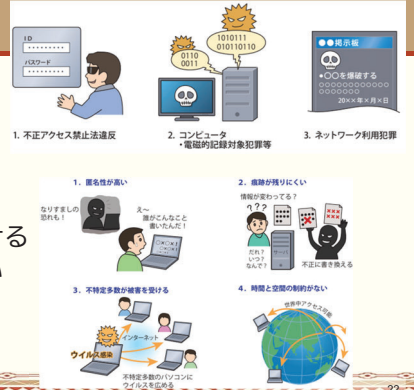 ID
パスワード
1010111
010110110
0110
0011
●●掲示板
●○○を爆破する
○○○○○○○○○○○
○○○○○○○
20××年×月×日
1. 不正アクセス禁止法違反
2. コンピュータ
・電磁的記録対象犯罪等
3. ネットワーク利用犯罪
1. 匿名性が高い
なりすましの
恐れも！
え〜
誰がこんなこと
書いたんだ！
2. 痕跡が残りにくい
情報が変わってる？
???
だれ？
いつ？
なんで？
不正に書き換える
する
3. 不特定多数が被害を受ける
インターネット
ウイルス感染
不特定多数のパソコンに
ウイルスを広める
4. 時間と空間の制約がない
世界中アクセス可能
22